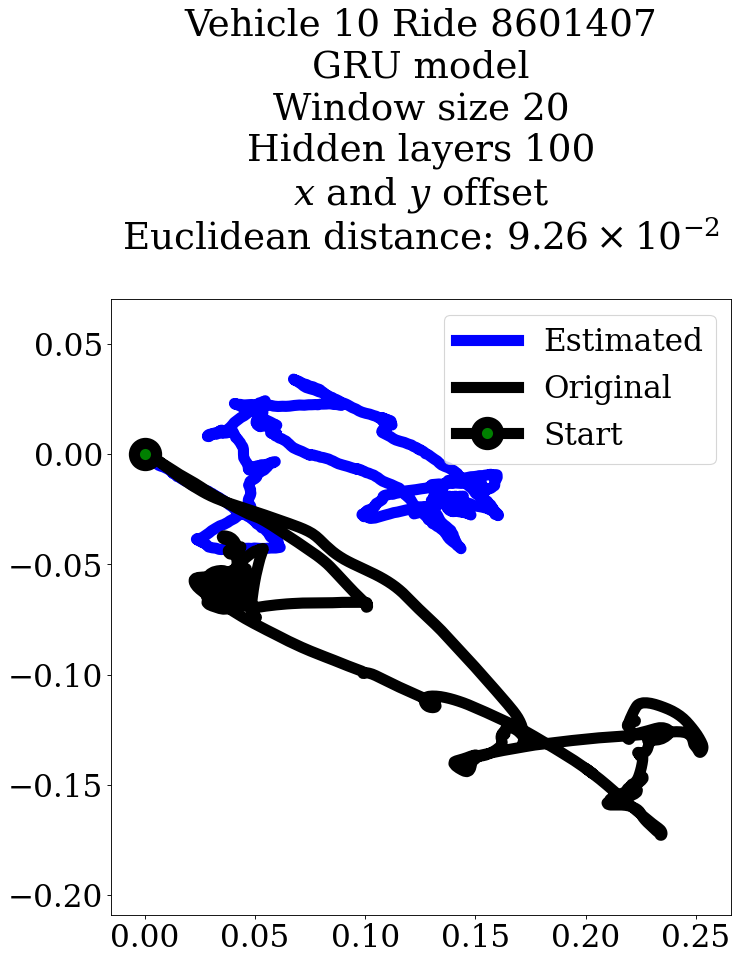 Vehicle 10 Ride 8601407
GRU model
Window size 20
Hidden layers 100
x and y offset
Euclidean distance: 9.26 × 10⁻²
Estimated
Original
Start
0.05
0.00
−0.05
−0.10
−0.15
−0.20
0.00 0.05 0.10 0.15 0.20 0.25